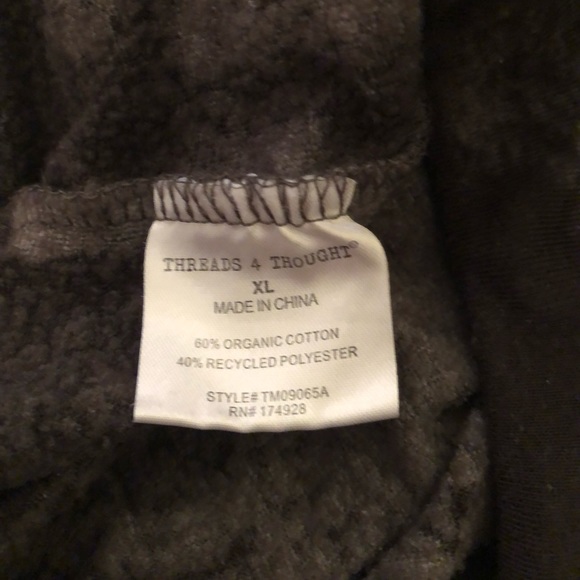 THREADS 4 THOUGHT®
XL
MADE IN CHINA
60% ORGANIC COTTON
40% RECYCLED POLYESTER
STYLE# TM09065A
RN# 174928